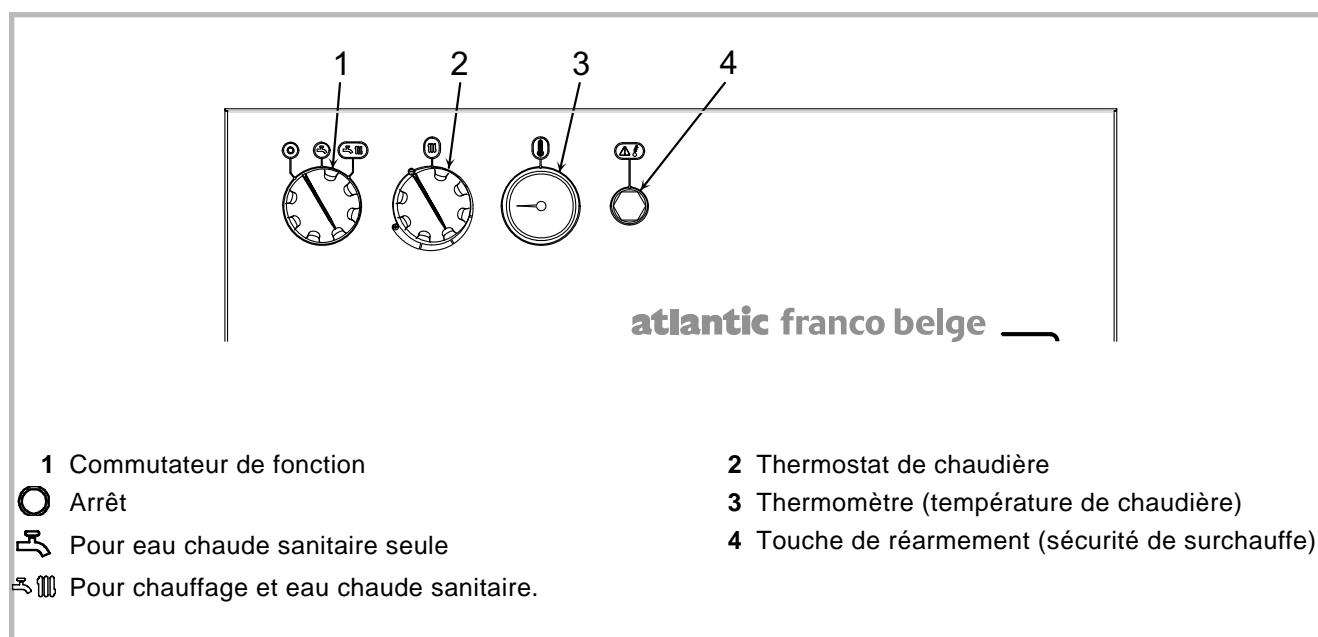 1 2 3 4
atlantic franco belge
1 Commutateur de fonction
Arrêt
Pour eau chaude sanitaire seule
Pour chauffage et eau chaude sanitaire.
2 Thermostat de chaudière
3 Thermomètre (température de chaudière)
4 Touche de réarmement (sécurité de surchauffe)